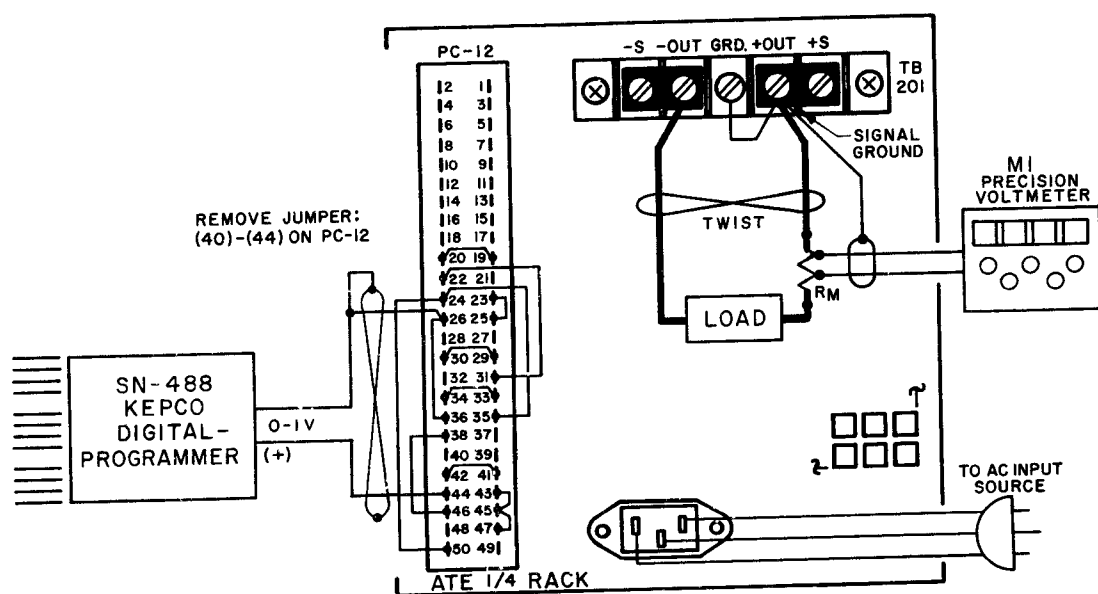 PC-12
2 1
4 3
6 5
8 7
10 9
12 11
14 13
16 15
18 17
20 19
22 21
24 23
26 25
28 27
30 29
32 31
34 33
36 35
38 37
40 39
42 41
44 43
46 45
48 47
50 49
-S -OUT GRD. +OUT +S
TB
201
SIGNAL
GROUND
M1
PRECISION
VOLTMETER
REMOVE JUMPER:
(40)-(44) ON PC-12
TWIST
RM
LOAD
SN-488
KEPCO
DIGITAL-
PROGRAMMER
0-1V
(+)
TO AC INPUT
SOURCE
ATE 1/4 RACK